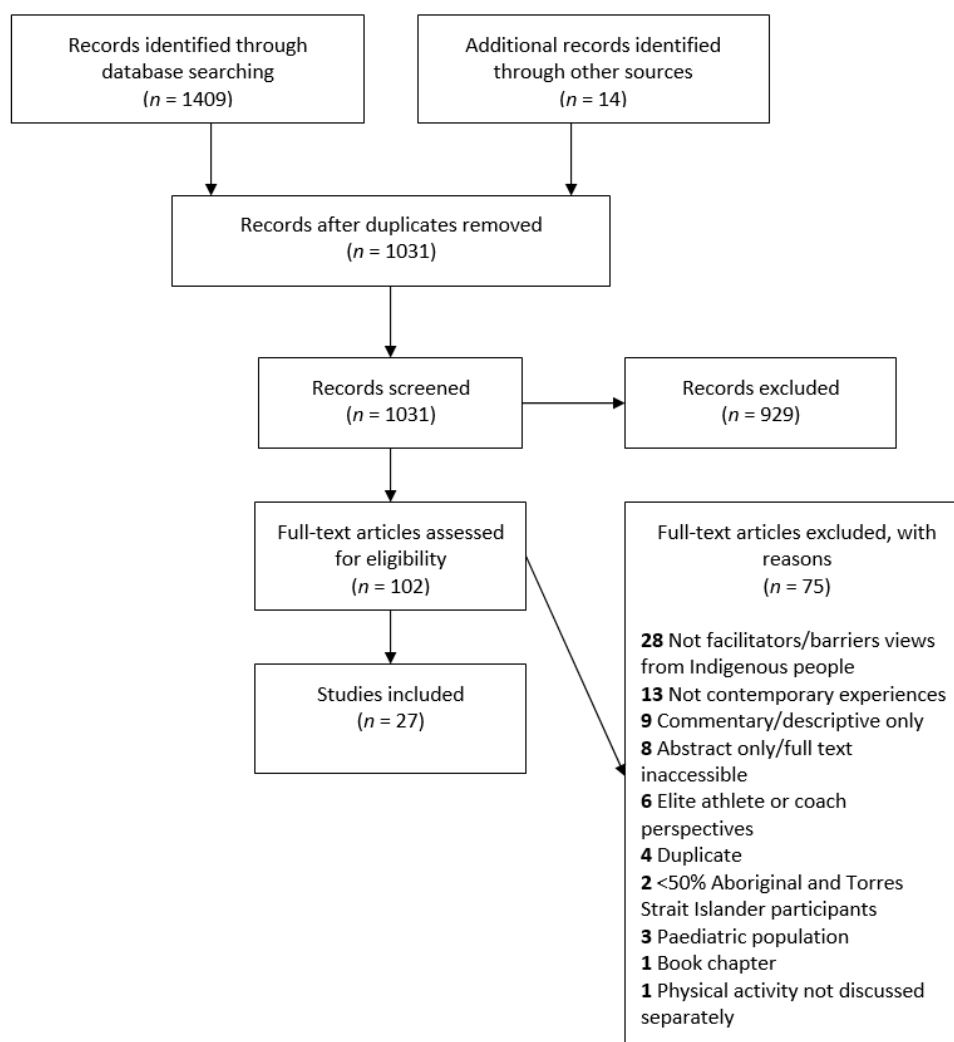 Records identified through
database searching
(n = 1409)
Additional records identified
through other sources
(n = 14)
Records after duplicates removed
(n = 1031)
Records screened
(n = 1031)
Records excluded
(n = 929)
Full-text articles assessed
for eligibility
(n = 102)
Full-text articles excluded, with
reasons
(n = 75)
28 Not facilitators/barriers views
from Indigenous people
13 Not contemporary experiences
9 Commentary/descriptive only
8 Abstract only/full text
inaccessible
6 Elite athlete or coach
perspectives
4 Duplicate
2 <50% Aboriginal and Torres
Strait Islander participants
3 Paediatric population
1 Book chapter
1 Physical activity not discussed
separately
Studies included
(n = 27)